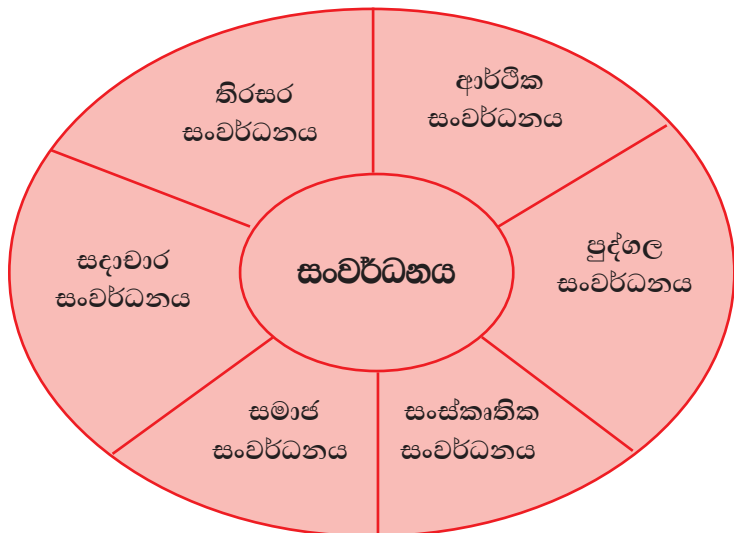 තිරසර
සංවර්ධනය
ආර්ථික
සංවර්ධනය
පුද්ගල
සංවර්ධනය
සංස්කෘතික
සංවර්ධනය
සමාජ
සංවර්ධනය
සදාචාර
සංවර්ධනය
සංවර්ධනය